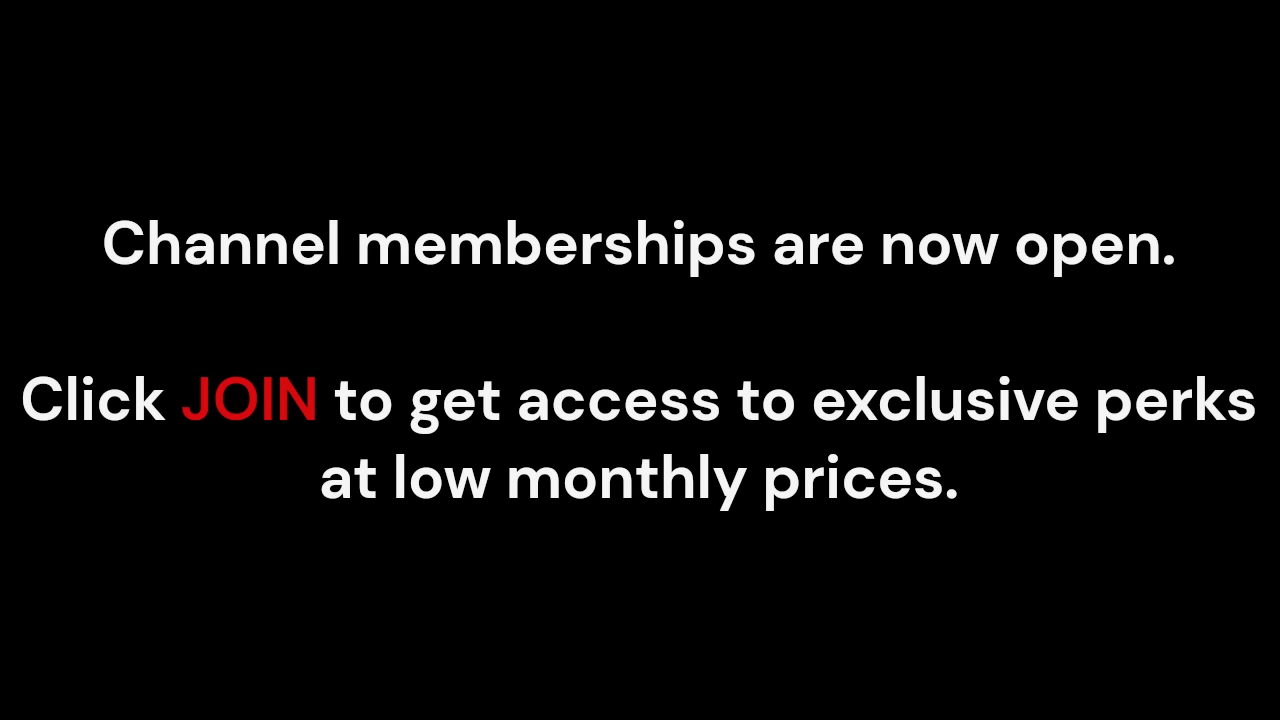 Channel memberships are now open.
Click JOIN to get access to exclusive perks
at low monthly prices.